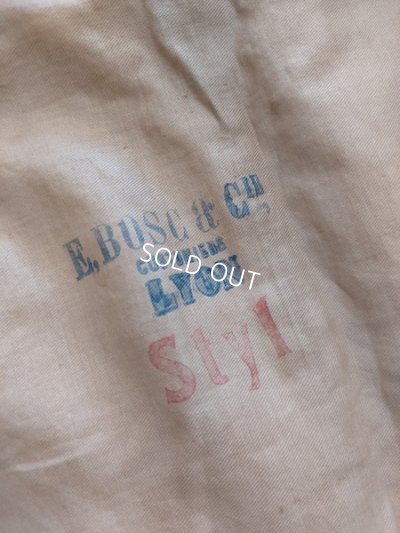 E. BOSC & CIE
LYON
Styl
SOLD OUT